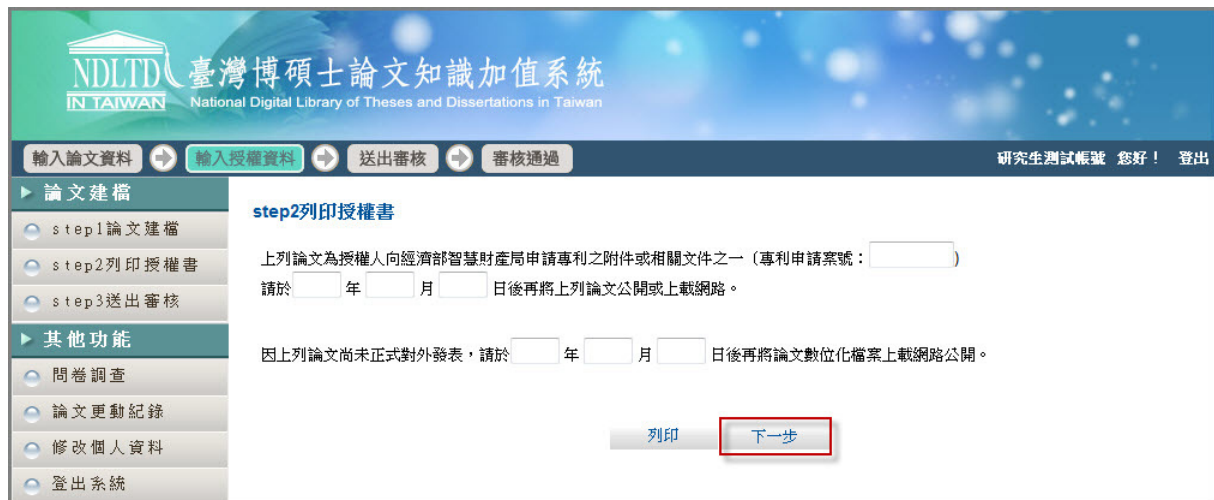 NDLTD
IN TAIWAN
臺灣博碩士論文知識加值系統
National Digital Library of Theses and Dissertations in Taiwan
輸入論文資料 輸入授權資料 送出審核 審核通過 研究生測試帳號 您好！ 登出
論文建檔
step1論文建檔
step2列印授權書
step3送出審核
其他功能
問卷調查
論文更動紀錄
修改個人資料
登出系統
step2列印授權書
上列論文為授權人向經濟部智慧財產局申請專利之附件或相關文件之一（專利申請案號： ）
請於 年 月 日後再將上列論文公開或上載網路。
因上列論文尚未正式對外發表，請於 年 月 日後再將論文數位化檔案上載網路公開。
列印 下一步